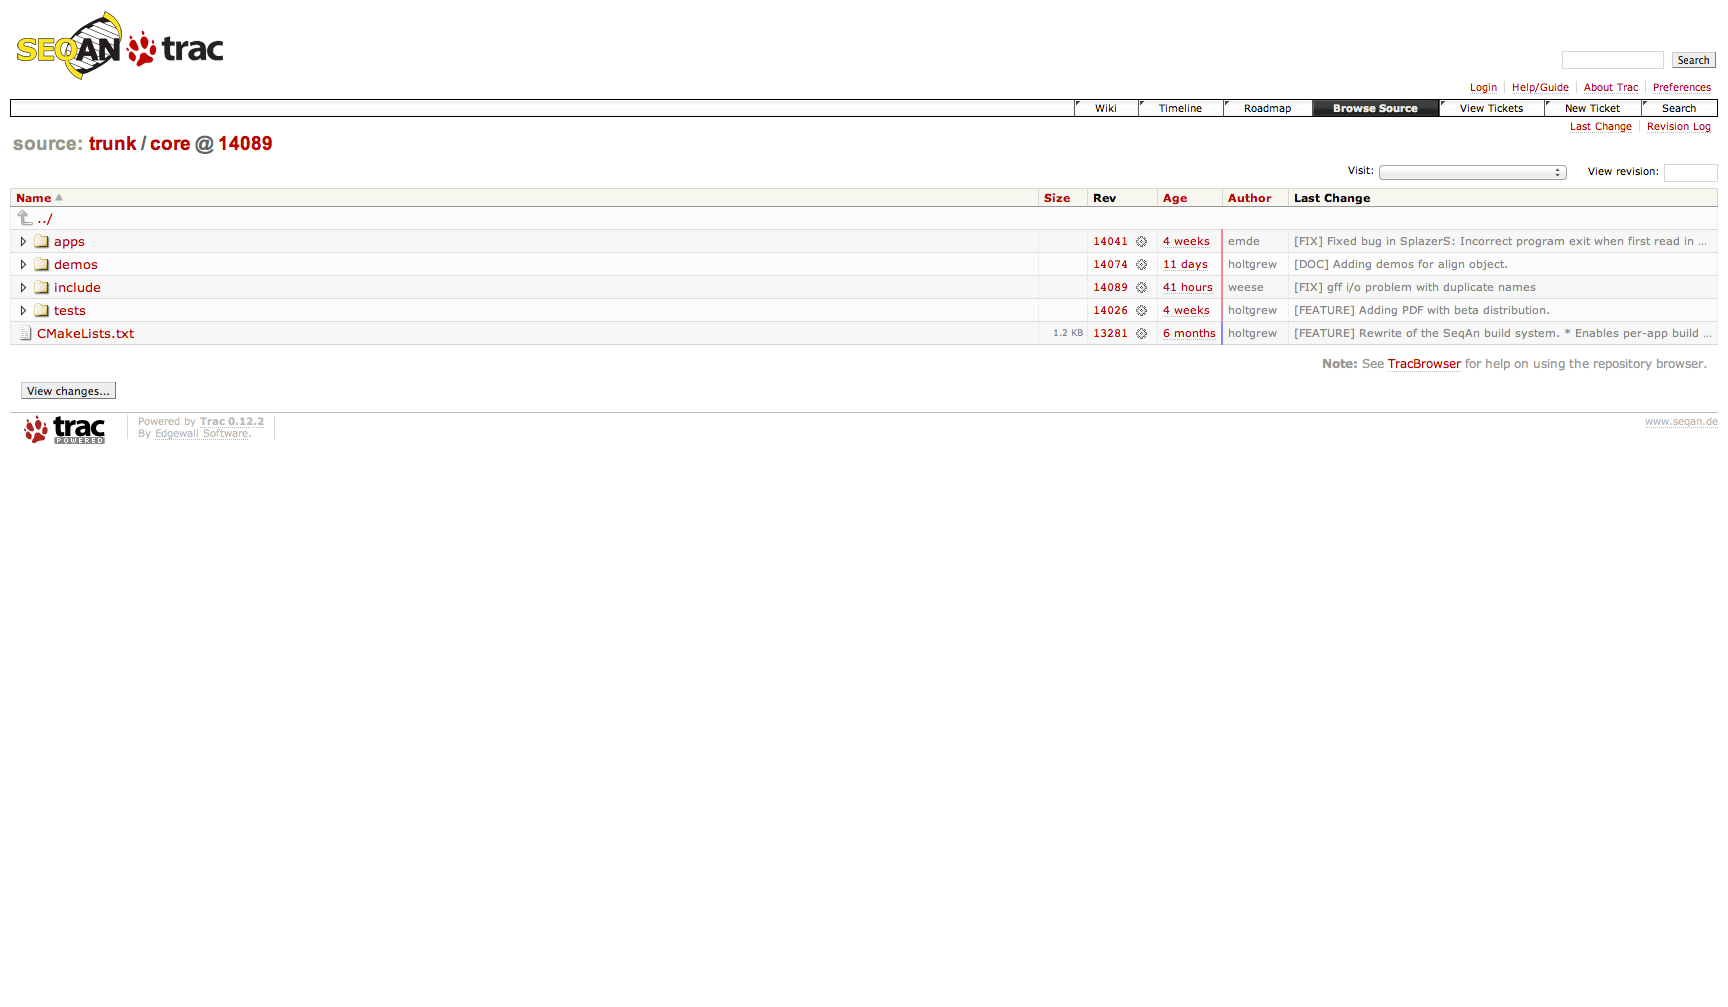 SEQAN trac
Search
Login Help/Guide About Trac Preferences
Wiki Timeline Roadmap Browse Source View Tickets New Ticket Search
Last Change Revision Log
source: trunk / core @ 14089
Visit: View revision:
Name Size Rev Age Author Last Change
../
apps 14041 4 weeks emde [FIX] Fixed bug in SplazerS: Incorrect program exit when first read in …
demos 14074 11 days holtgrew [DOC] Adding demos for align object.
include 14089 41 hours weese [FIX] gff i/o problem with duplicate names
tests 14026 4 weeks holtgrew [FEATURE] Adding PDF with beta distribution.
CMakeLists.txt 1.2 KB 13281 6 months holtgrew [FEATURE] Rewrite of the SeqAn build system. * Enables per-app build …
Note: See TracBrowser for help on using the repository browser.
View changes...
trac POWERED
Powered by Trac 0.12.2
By Edgewall Software.
www.seqan.de